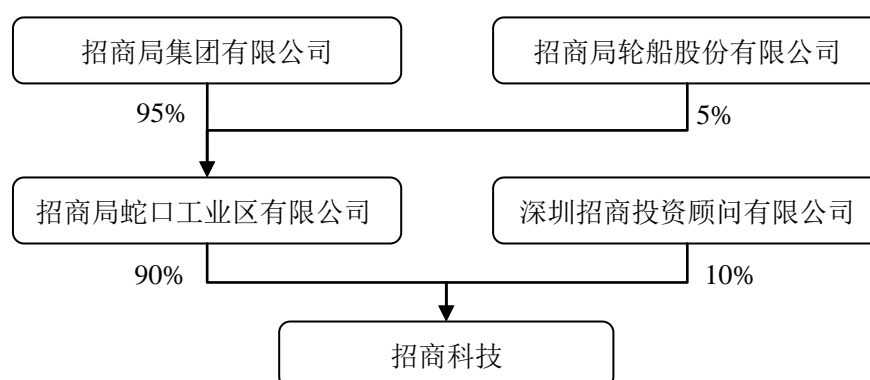 招商局集团有限公司
招商局轮船股份有限公司
95%
5%
招商局蛇口工业区有限公司
深圳招商投资顾问有限公司
90%
10%
招商科技